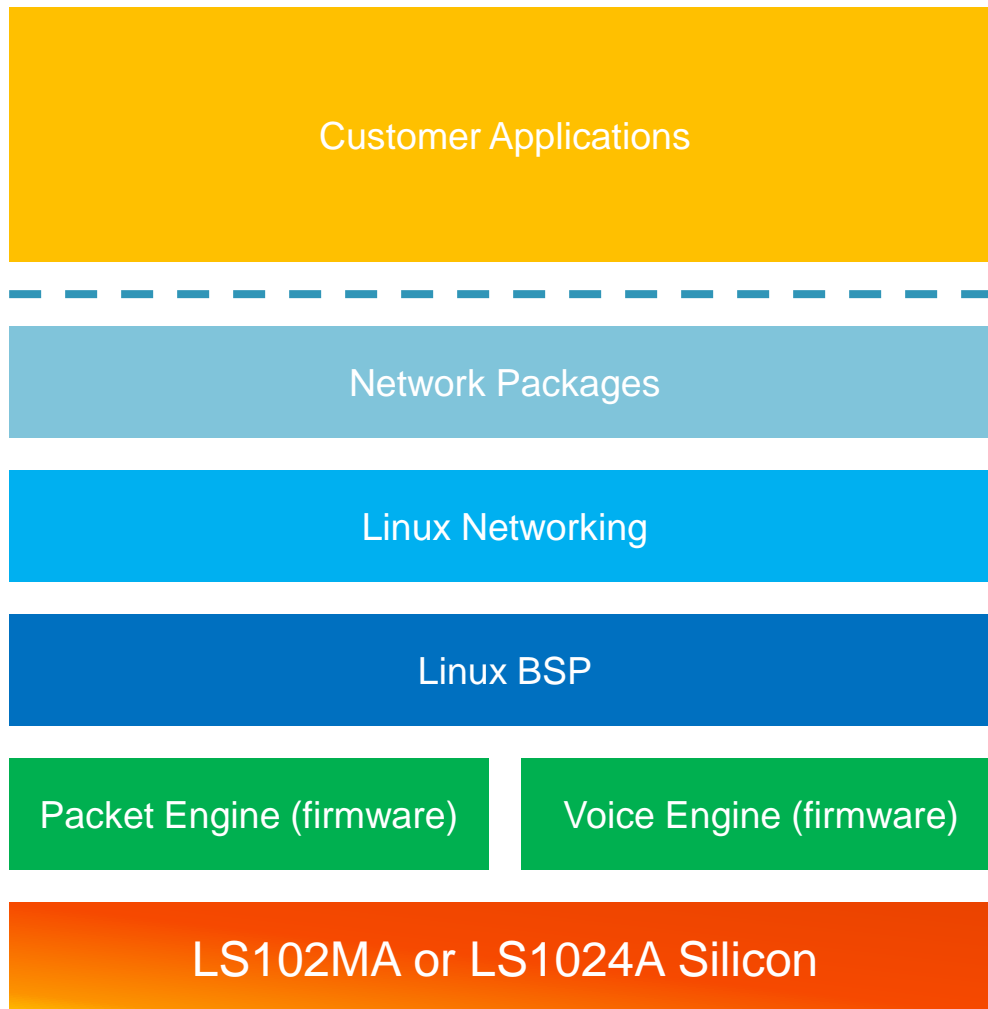 Customer Applications
Network Packages
Linux Networking
Linux BSP
Packet Engine (firmware)
Voice Engine (firmware)
LS102MA or LS1024A Silicon